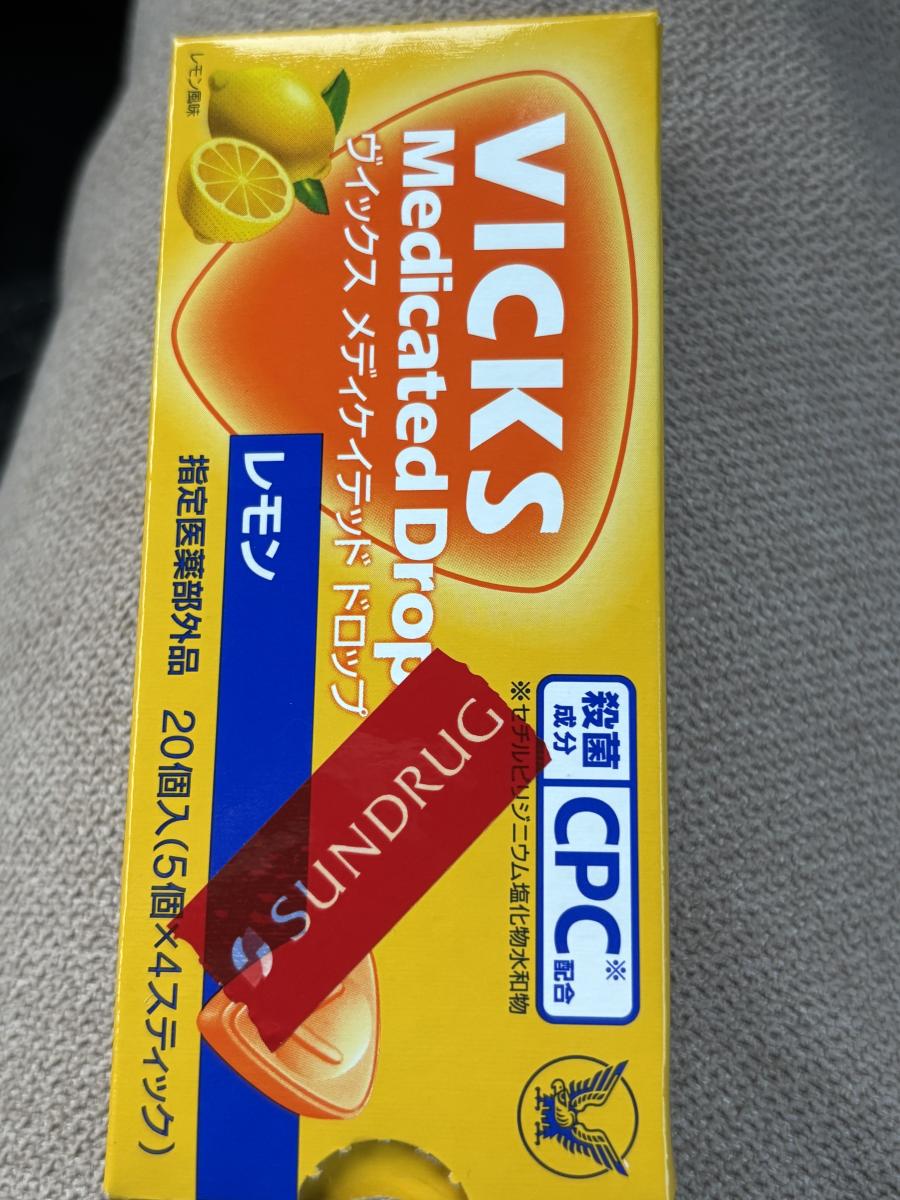 レモン風味
VICKS
Medicated Drop
ヴィックス メディケイテッド ドロップ
レモン
指定医薬部外品 20個入(5個×4スティック)
殺菌
成分
CPC※
配合
※セチルピリジニウム塩化物水和物
SUNDRUG